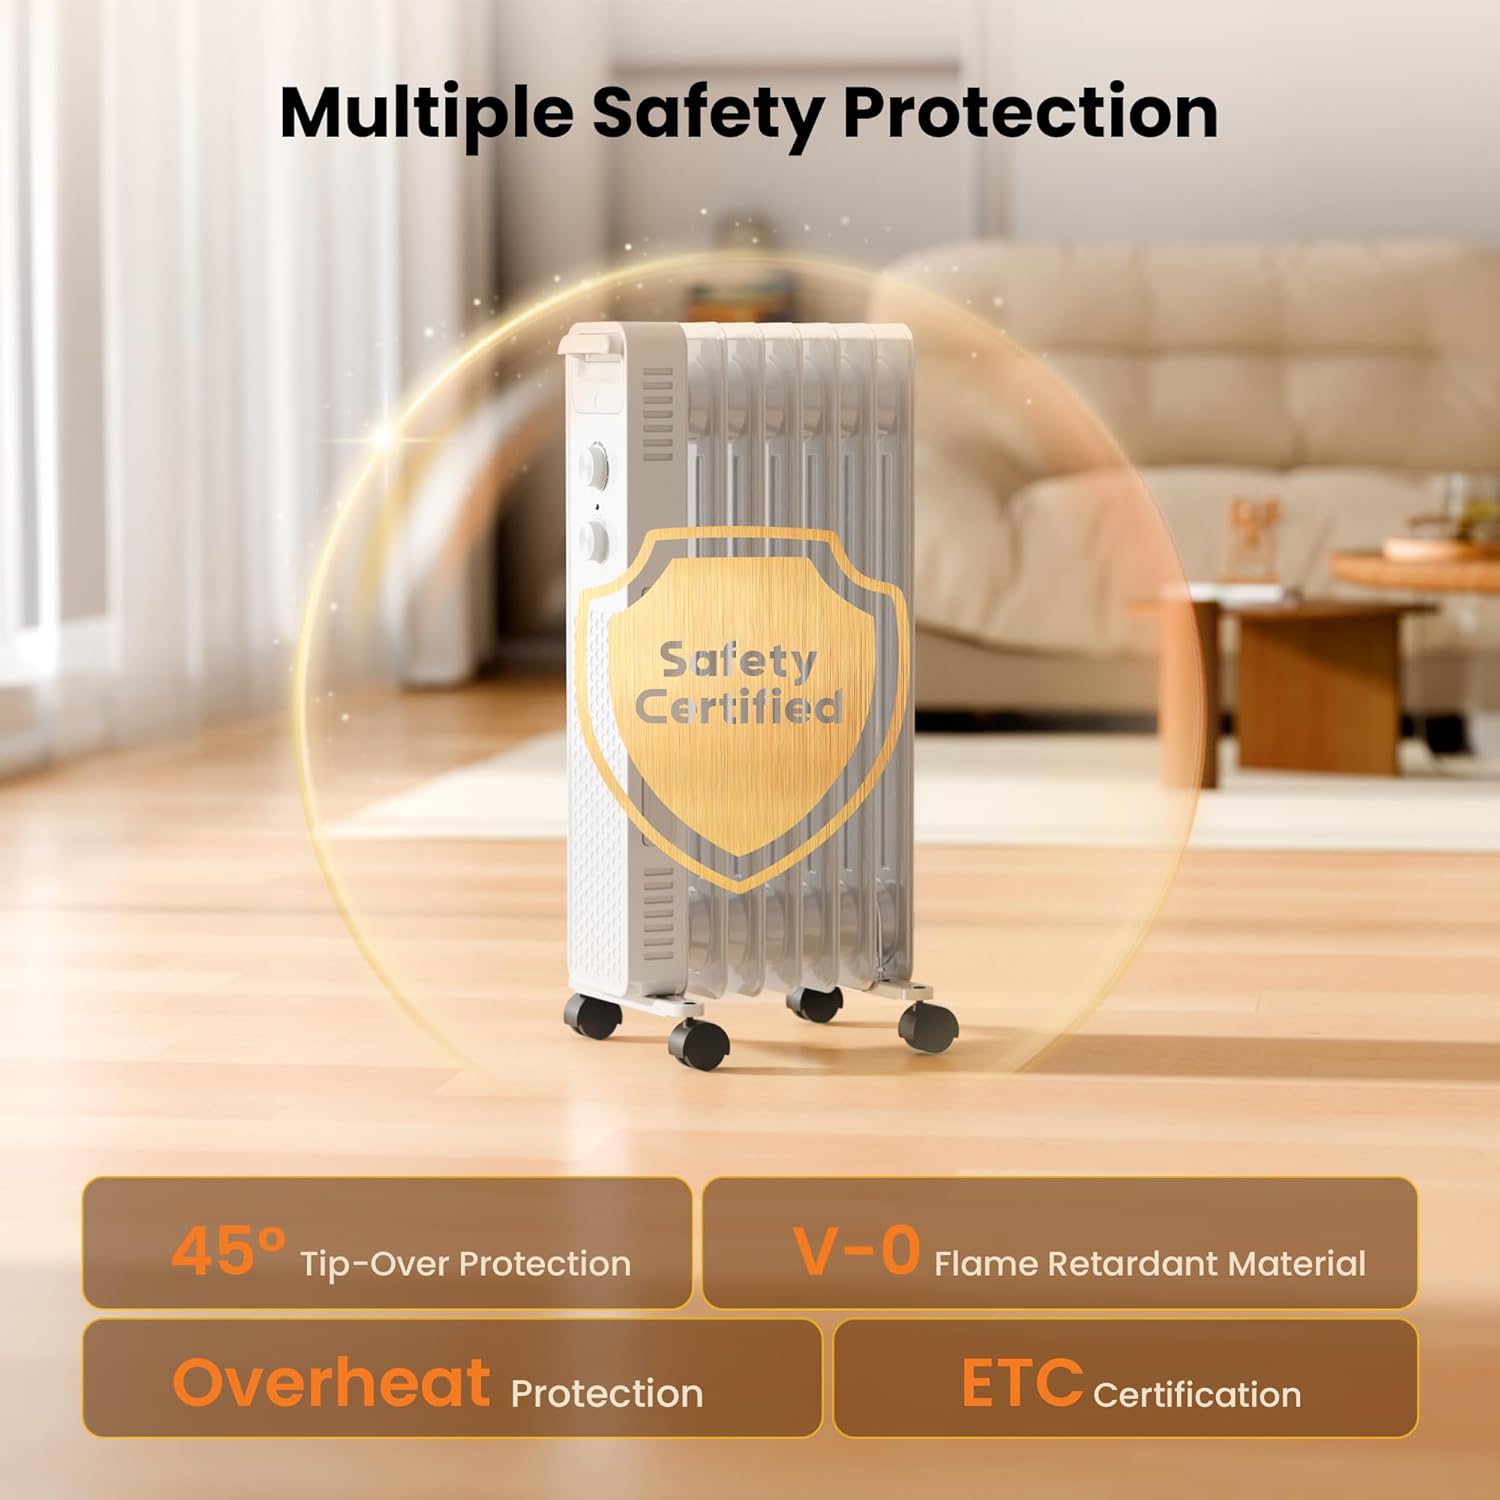 Multiple Safety Protection
Safety
Certified
45° Tip-Over Protection
V-0 Flame Retardant Material
Overheat Protection
ETC Certification